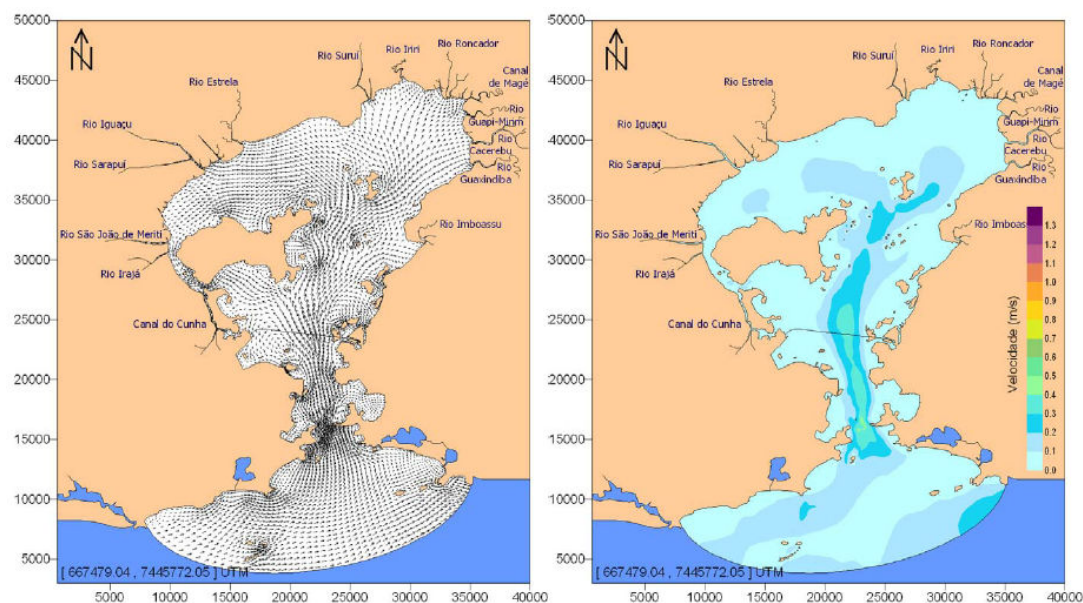 50000
45000
40000
35000
30000
25000
20000
15000
10000
5000
N
Rio Suruí
Rio Iriri
Rio Roncador
Canal
de Magé
Rio Estrela
Rio
Guapi-Mirim
Rio Iguaçu
Rio
Cacerebu
Rio Sarapuí
Rio
Guaxindiba
Rio Imboassu
Rio São João de Meriti
Rio Irajá
Canal do Cunha
[ 667479.04 , 7445772.05 ] UTM
5000 10000 15000 20000 25000 30000 35000 40000
50000
45000
40000
35000
30000
25000
20000
15000
10000
5000
N
Rio Suruí
Rio Iriri
Rio Roncador
Canal
de Magé
Rio Estrela
Rio
Guapi-Mirim
Rio Iguaçu
Rio
Cacerebu
Rio Sarapuí
Rio
Guaxindiba
Rio Imboas
Rio São João de Meriti
Rio Irajá
Canal do Cunha
Velocidade (m/s)
1.3
1.2
1.1
1.0
0.9
0.8
0.7
0.6
0.5
0.4
0.3
0.2
0.1
0.0
[ 667479.04 , 7445772.05 ] UTM
5000 10000 15000 20000 25000 30000 35000 40000